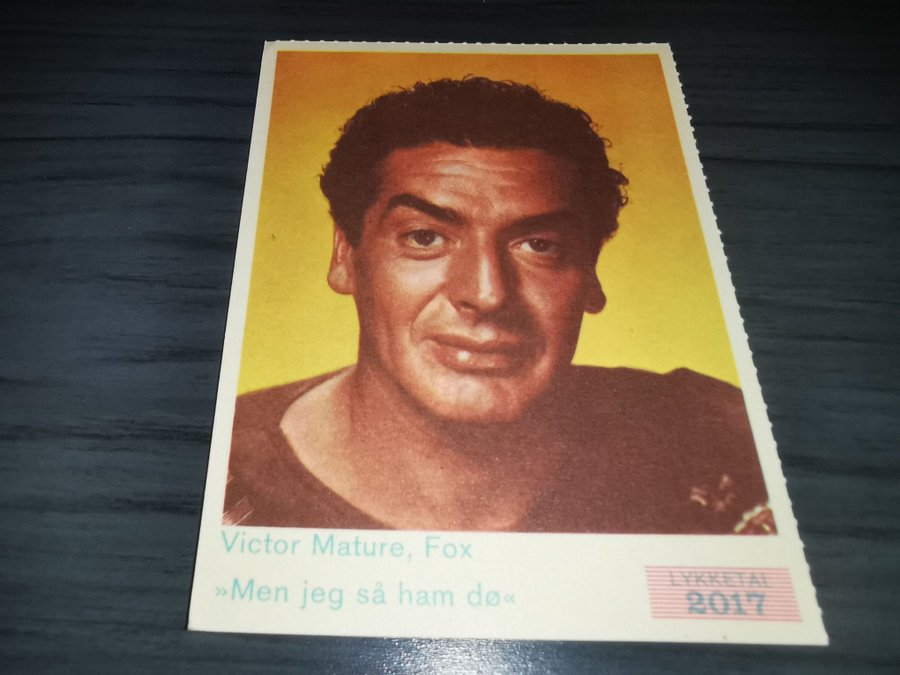 Victor Mature, Fox
»Men jeg så ham dø«
LYKKETAL
2017